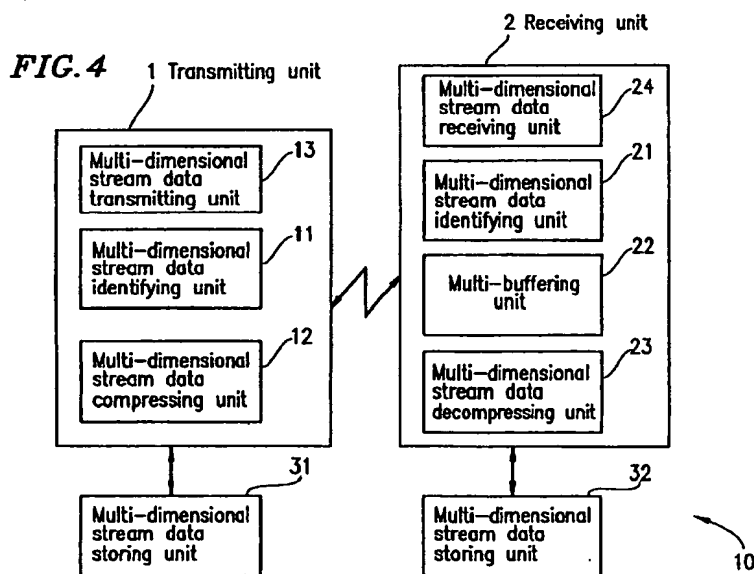 FIG. 4
1 Transmitting unit
13
Multi-dimensional
stream data
transmitting unit
11
Multi-dimensional
stream data
identifying unit
12
Multi-dimensional
stream data
compressing unit
31
Multi-dimensional
stream data
storing unit
2 Receiving unit
24
Multi-dimensional
stream data
receiving unit
21
Multi-dimensional
stream data
identifying unit
22
Multi-buffering
unit
23
Multi-dimensional
stream data
decompressing unit
32
Multi-dimensional
stream data
storing unit
10